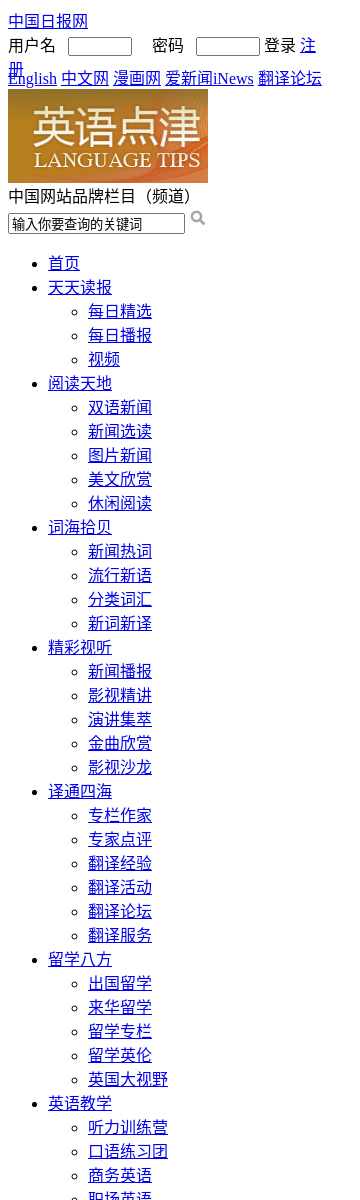 中国日报网
用户名 密码 登录 注册
English 中文网 漫画网 爱新闻iNews 翻译论坛
英语点津
LANGUAGE TIPS
中国网站品牌栏目（频道）
输入你要查询的关键词
首页
天天读报
每日精选
每日播报
视频
阅读天地
双语新闻
新闻选读
图片新闻
美文欣赏
休闲阅读
词海拾贝
新闻热词
流行新语
分类词汇
新词新译
精彩视听
新闻播报
影视精讲
演讲集萃
金曲欣赏
影视沙龙
译通四海
专栏作家
专家点评
翻译经验
翻译活动
翻译论坛
翻译服务
留学八方
出国留学
来华留学
留学专栏
留学英伦
英国大视野
英语教学
听力训练营
口语练习团
商务英语
职场英语